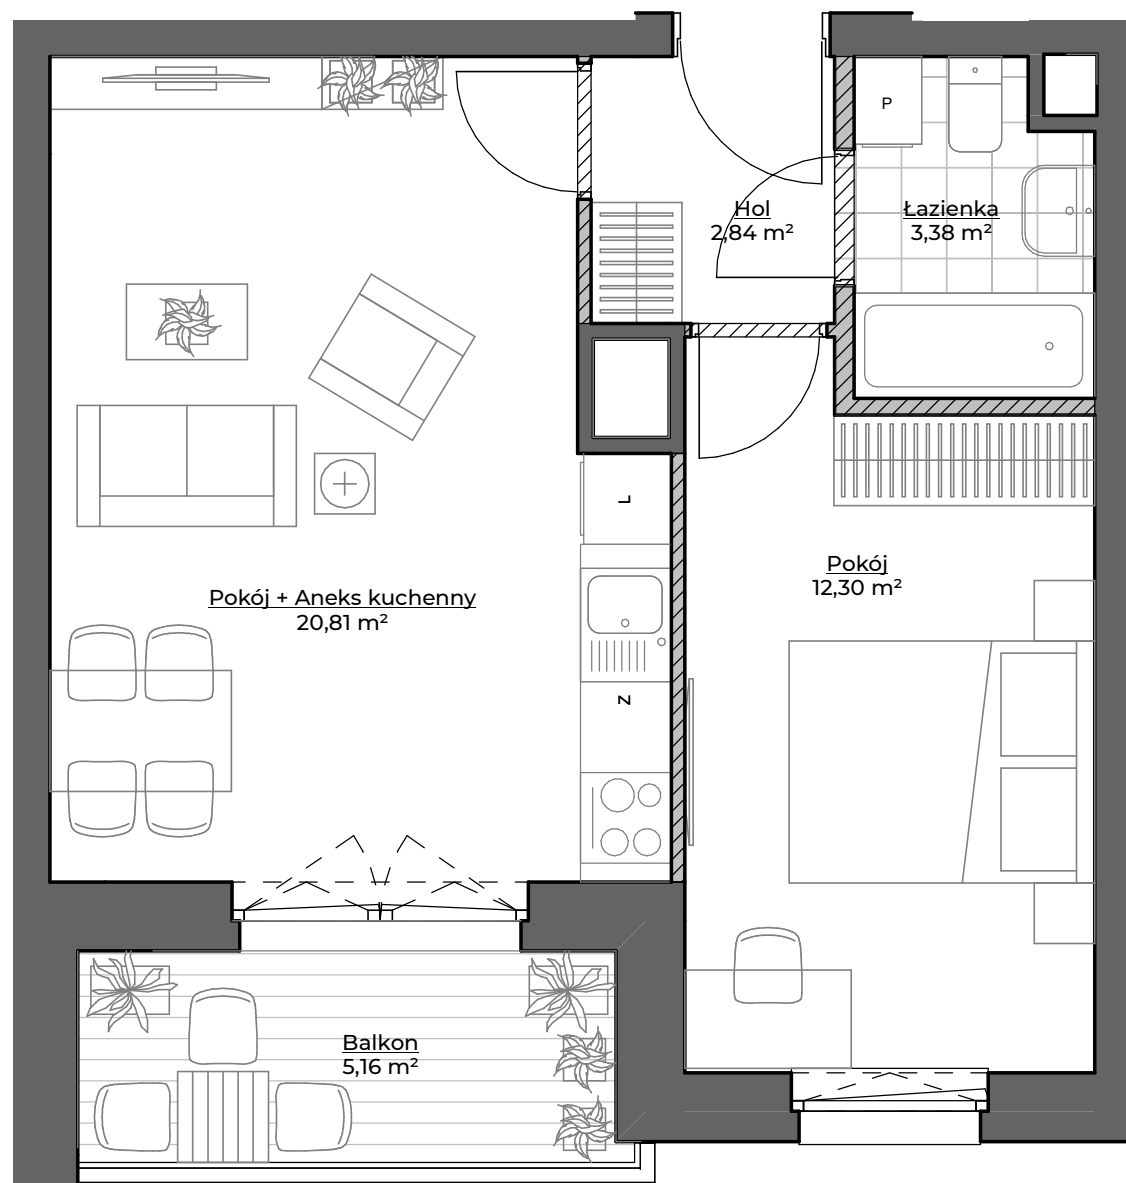 P
Hol
2,84 m²
Łazienka
3,38 m²
L
Pokój
12,30 m²
Pokój + Aneks kuchenny
20,81 m²
Z
Balkon
5,16 m²